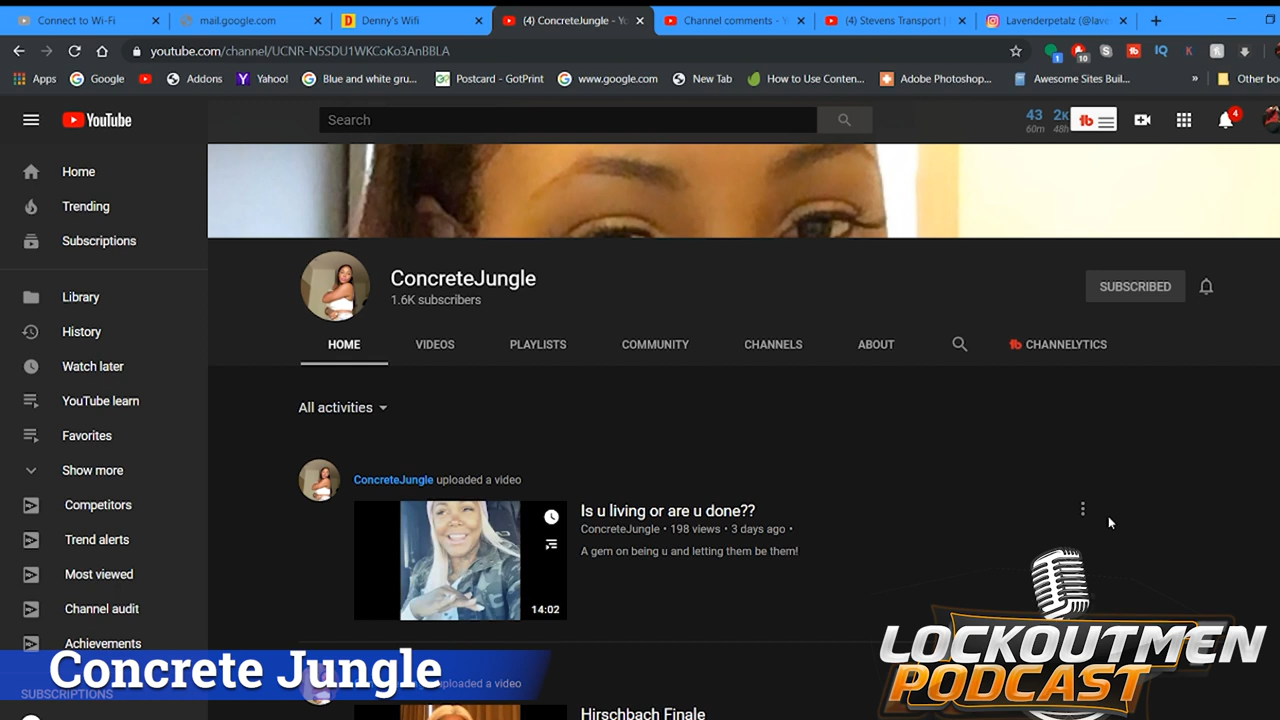 Connect to Wi-Fi
mail.google.com
Denny's Wifi
(4) ConcreteJungle - Yo
Channel comments - Y
(4) Stevens Transport |
Lavenderpetalz (@lave
youtube.com/channel/UCNR-N5SDU1WKCoKo3AnBBLA
1
10
IQ
K
Apps
Google
Addons
Yahoo!
Blue and white gru...
Postcard - GotPrint
www.google.com
New Tab
How to Use Conten...
Adobe Photoshop...
Awesome Sites Buil...
»
Other boo
YouTube
Search
43
60m
2K
48h
tb
4
Home
Trending
Subscriptions
Library
History
Watch later
YouTube learn
Favorites
Show more
Competitors
Trend alerts
Most viewed
Channel audit
Achievements
SUBSCRIPTIONS
ConcreteJungle
1.6K subscribers
SUBSCRIBED
HOME
VIDEOS
PLAYLISTS
COMMUNITY
CHANNELS
ABOUT
CHANNELYTICS
All activities
ConcreteJungle uploaded a video
Is u living or are u done??
ConcreteJungle • 198 views • 3 days ago •
A gem on being u and letting them be them!
14:02
uploaded a video
Hirschbach Finale
Concrete Jungle
LOCKOUTMEN
PODCAST